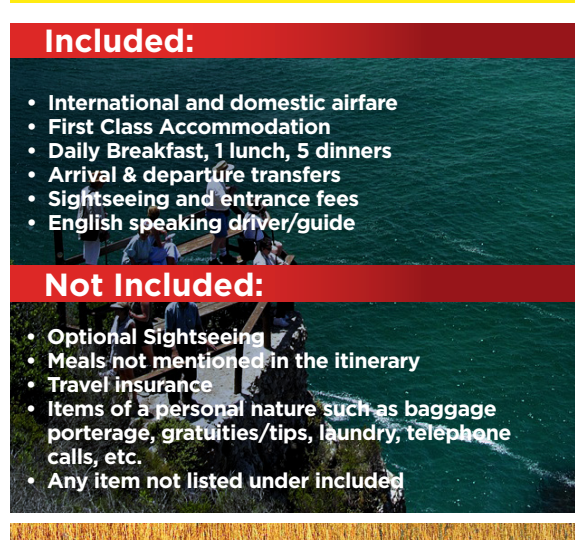 Included:
• International and domestic airfare
• First Class Accommodation
• Daily Breakfast, 1 lunch, 5 dinners
• Arrival & departure transfers
• Sightseeing and entrance fees
• English speaking driver/guide
Not Included:
• Optional Sightseeing
• Meals not mentioned in the itinerary
• Travel insurance
• Items of a personal nature such as baggage
porterage, gratuities/tips, laundry, telephone
calls, etc.
• Any item not listed under included